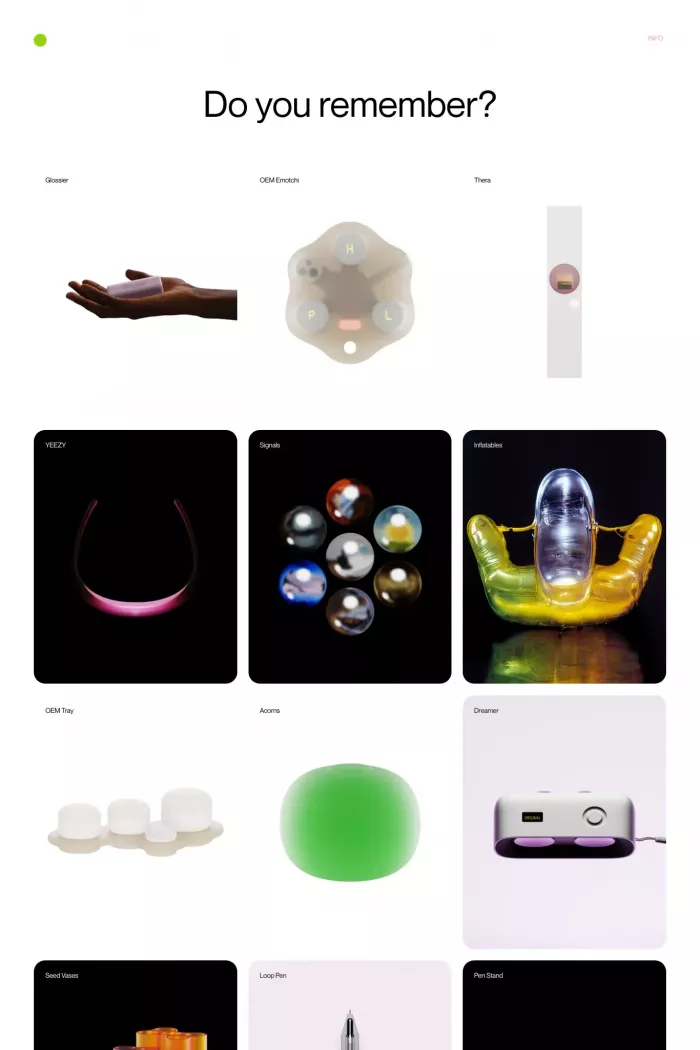 INFO
Do you remember?
Glossier
OEM Emotchi
Thera
H
P
L
YEEZY
Signals
Inflatables
OEM Tray
Acorns
Dreamer
Seed Vases
Loop Pen
Pen Stand